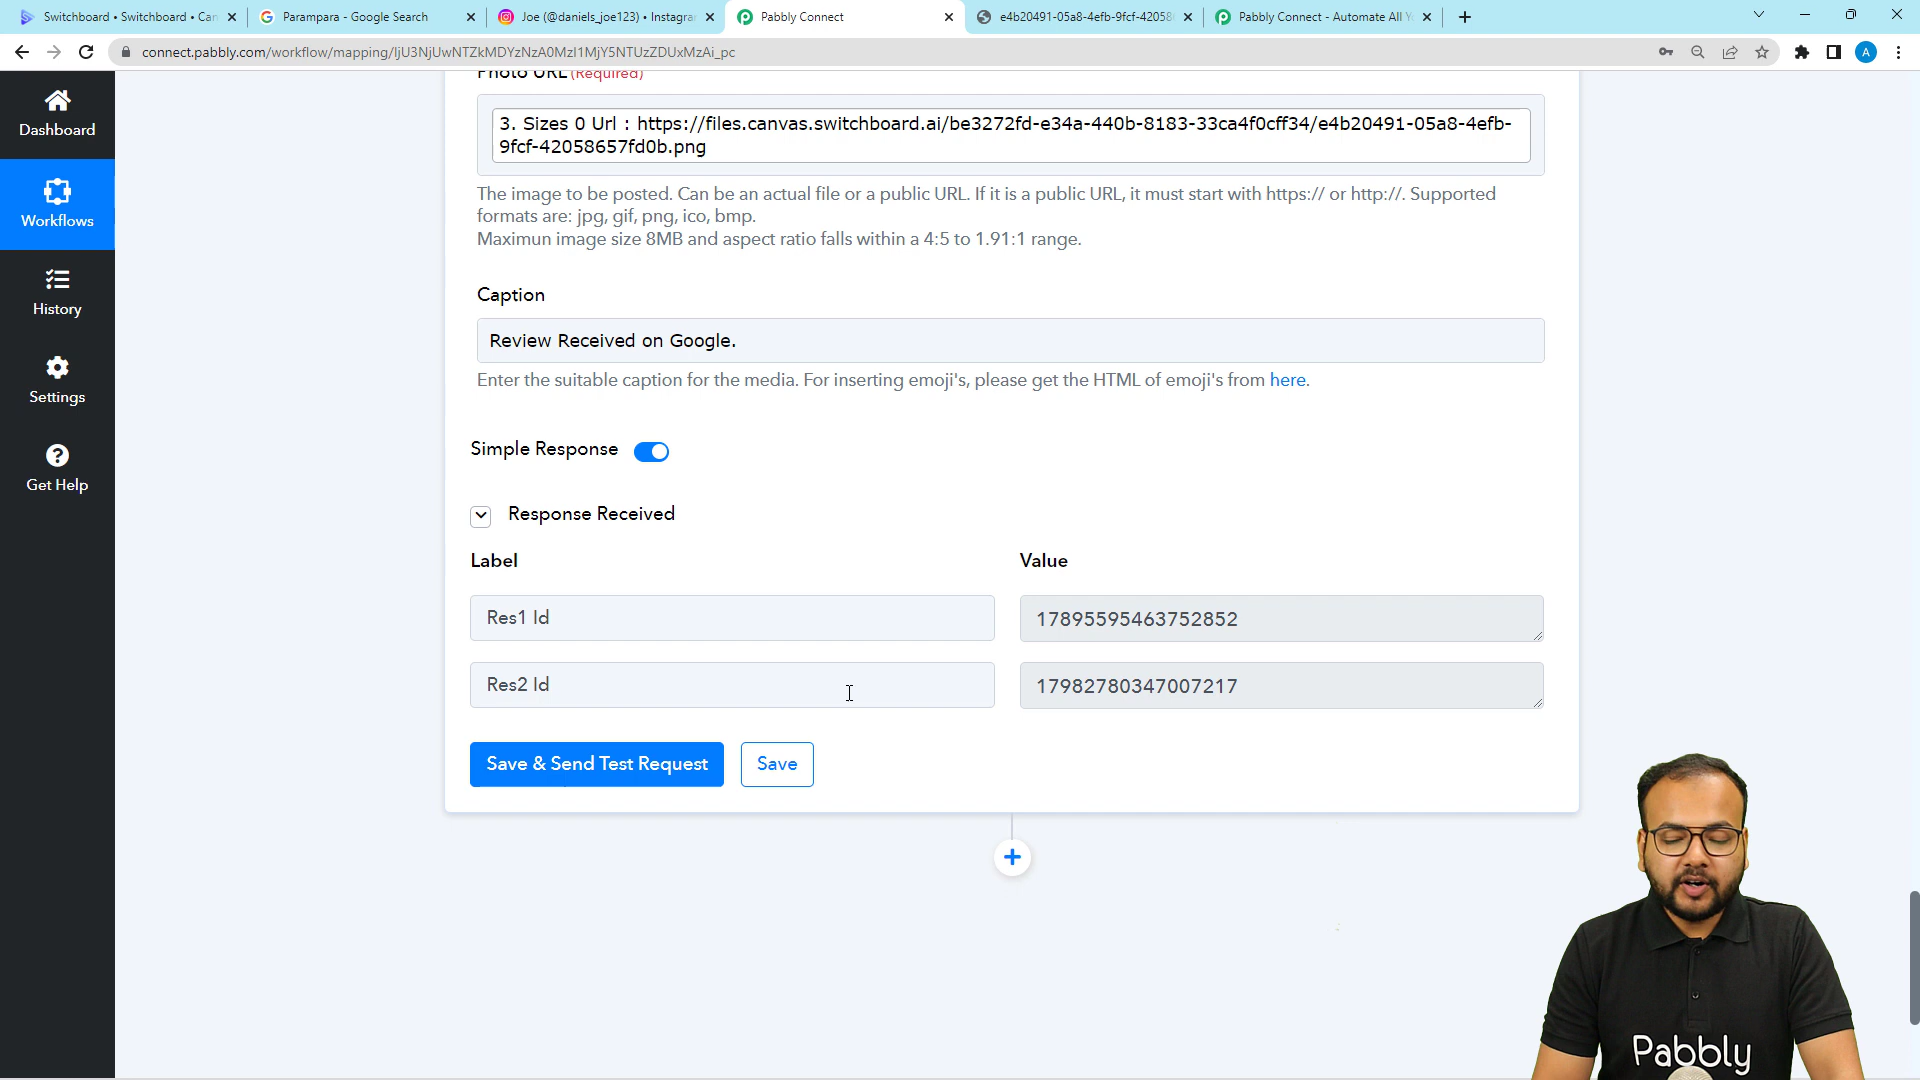 Switchboard • Switchboard • Can
Parampara - Google Search
Joe (@daniels_joe123) • Instagra
Pabbly Connect
e4b20491-05a8-4efb-9fcf-42058
Pabbly Connect - Automate All Y
connect.pabbly.com/workflow/mapping/IjU3NjUwNTZkMDYzNzA0MzI1MjY5NTUzZDUxMzAi_pc
A
Dashboard
Workflows
History
Settings
Get Help
Photo URL (Required)
3. Sizes 0 Url : https://files.canvas.switchboard.ai/be3272fd-e34a-440b-8183-33ca4f0cff34/e4b20491-05a8-4efb-
9fcf-42058657fd0b.png
The image to be posted. Can be an actual file or a public URL. If it is a public URL, it must start with https:// or http://. Supported
formats are: jpg, gif, png, ico, bmp.
Maximun image size 8MB and aspect ratio falls within a 4:5 to 1.91:1 range.
Caption
Review Received on Google.
Enter the suitable caption for the media. For inserting emoji's, please get the HTML of emoji's from here.
Simple Response
Response Received
Label Value
Res1 Id 17895595463752852
Res2 Id 17982780347007217
Save & Send Test Request Save
Pabbly